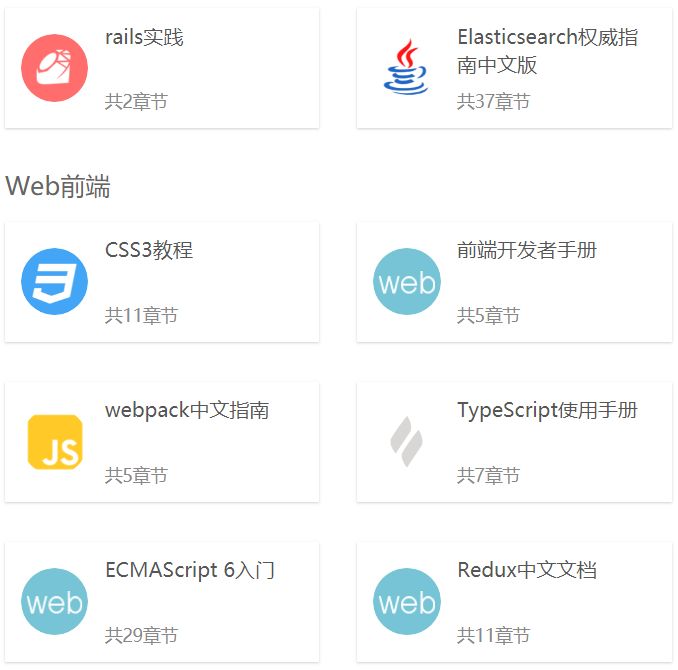 rails实践
共2章节
Elasticsearch权威指
南中文版
共37章节
Web前端
CSS3教程
共11章节
web
前端开发者手册
共5章节
JS
webpack中文指南
共5章节
TypeScript使用手册
共7章节
web
ECMAScript 6入门
共29章节
web
Redux中文文档
共11章节